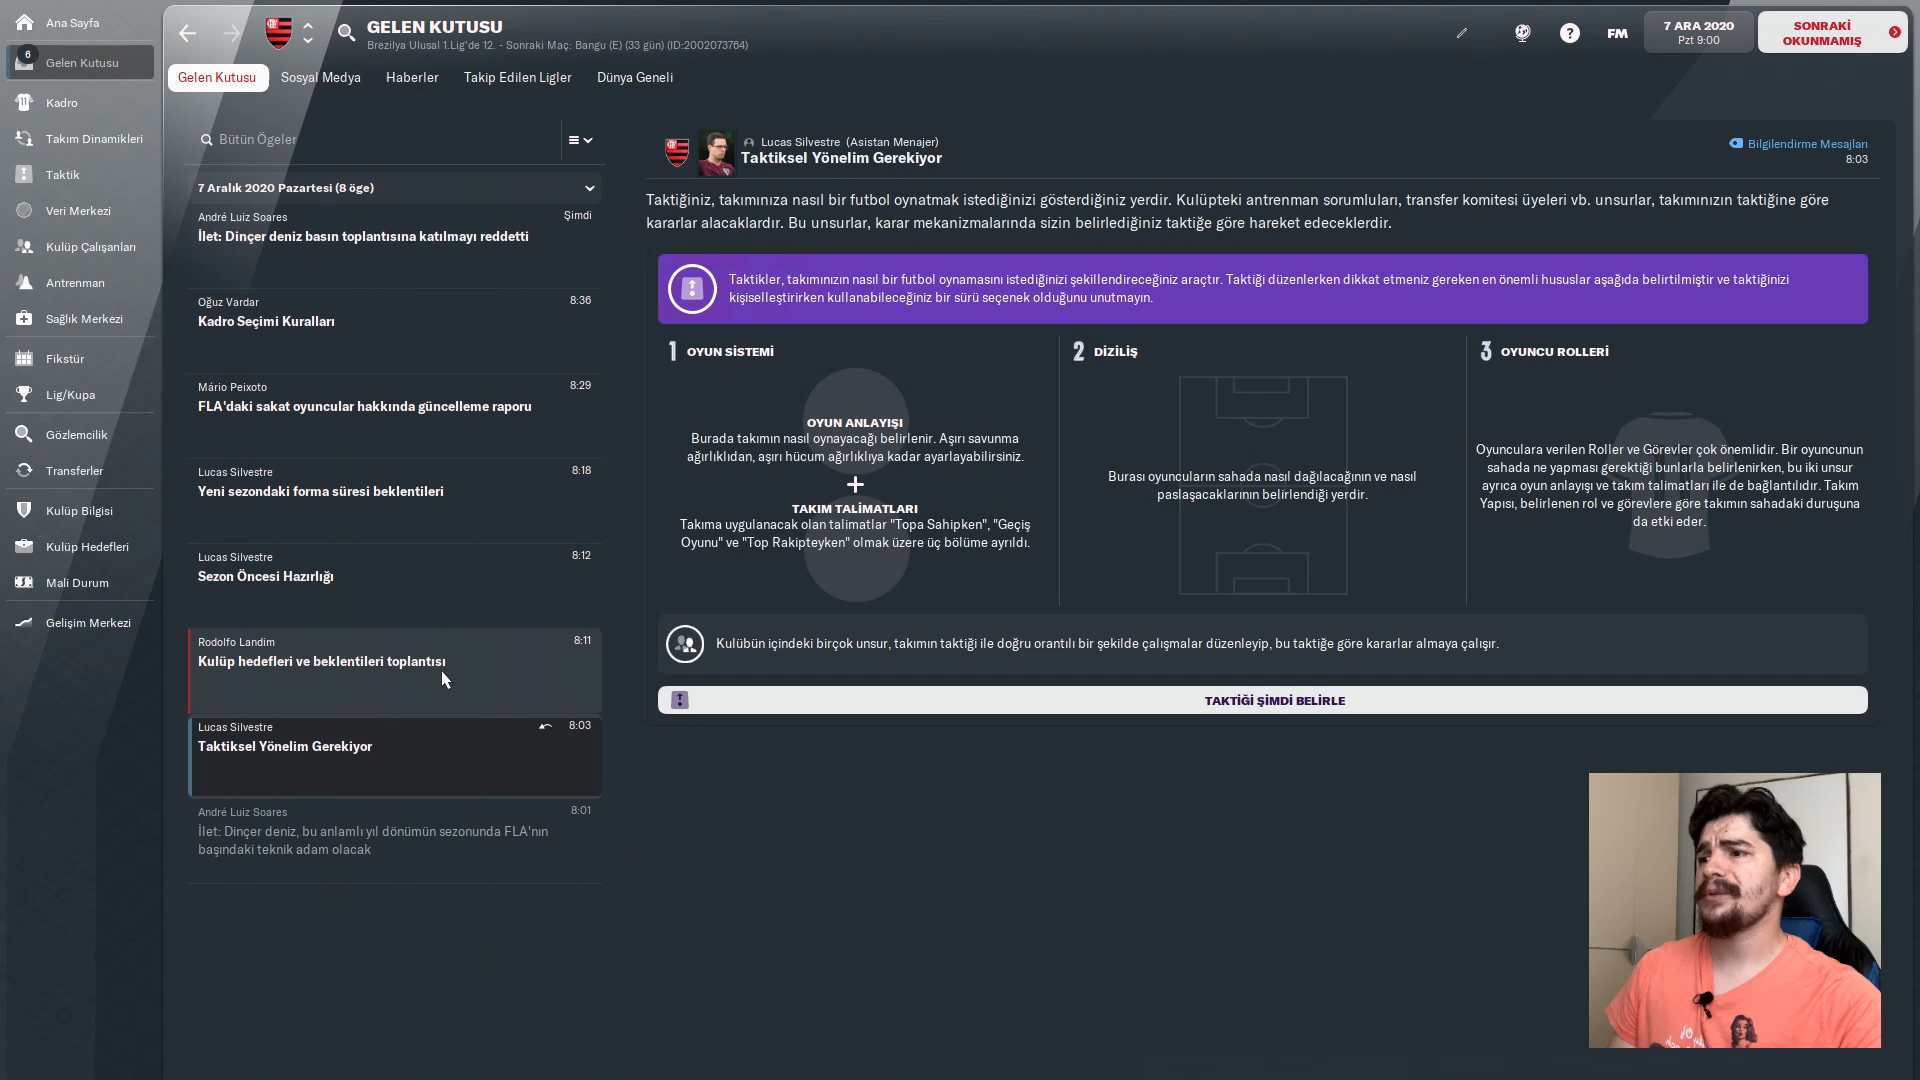 Ana Sayfa
6
Gelen Kutusu
Kadro
Takım Dinamikleri
Taktik
Veri Merkezi
Kulüp Çalışanları
Antrenman
Sağlık Merkezi
Fikstür
Lig/Kupa
Gözlemcilik
Transferler
Kulüp Bilgisi
Kulüp Hedefleri
Mali Durum
Gelişim Merkezi
GELEN KUTUSU
Brezilya Ulusal 1.Lig'de 12. - Sonraki Maç: Bangu (E) (33 gün) (ID:2002073764)
FM
7 ARA 2020
Pzt 9:00
SONRAKİ
OKUNMAMIŞ
Gelen Kutusu
Sosyal Medya
Haberler
Takip Edilen Ligler
Dünya Geneli
Bütün Ögeler
7 Aralık 2020 Pazartesi (8 öge)
André Luiz Soares
Şimdi
İlet: Dinçer deniz basın toplantısına katılmayı reddetti
Oğuz Vardar
8:36
Kadro Seçimi Kuralları
Mário Peixoto
8:29
FLA'daki sakat oyuncular hakkında güncelleme raporu
Lucas Silvestre
8:18
Yeni sezondaki forma süresi beklentileri
Lucas Silvestre
8:12
Sezon Öncesi Hazırlığı
Rodolfo Landim
8:11
Kulüp hedefleri ve beklentileri toplantısı
Lucas Silvestre
8:03
Taktiksel Yönelim Gerekiyor
André Luiz Soares
8:01
İlet: Dinçer deniz, bu anlamlı yıl dönümün sezonunda FLA'nın
başındaki teknik adam olacak
Lucas Silvestre (Asistan Menajer)
Taktiksel Yönelim Gerekiyor
Bilgilendirme Mesajları
8:03
Taktiğiniz, takımınıza nasıl bir futbol oynatmak istediğinizi gösterdiğiniz yerdir. Kulüpteki antrenman sorumluları, transfer komitesi üyeleri vb. unsurlar, takımınızın taktiğine göre
kararlar alacaklardır. Bu unsurlar, karar mekanizmalarında sizin belirlediğiniz taktiğe göre hareket edeceklerdir.
Taktikler, takımınızın nasıl bir futbol oynamasını istediğinizi şekillendireceğiniz araçtır. Taktiği düzenlerken dikkat etmeniz gereken en önemli hususlar aşağıda belirtilmiştir ve taktiğinizi
kişiselleştirirken kullanabileceğiniz bir sürü seçenek olduğunu unutmayın.
1 OYUN SİSTEMİ
OYUN ANLAYIŞI
Burada takımın nasıl oynayacağı belirlenir. Aşırı savunma
ağırlıklıdan, aşırı hücum ağırlıklıya kadar ayarlayabilirsiniz.
+
TAKIM TALİMATLARI
Takıma uygulanacak olan talimatlar "Topa Sahipken", "Geçiş
Oyunu" ve "Top Rakipteyken" olmak üzere üç bölüme ayrıldı.
2 DİZİLİŞ
Burası oyuncuların sahada nasıl dağılacağının ve nasıl
paslaşacaklarının belirlendiği yerdir.
3 OYUNCU ROLLERİ
Oyunculara verilen Roller ve Görevler çok önemlidir. Bir oyuncunun
sahada ne yapması gerektiği bunlarla belirlenirken, bu iki unsur
ayrıca oyun anlayışı ve takım talimatları ile de bağlantılıdır. Takım
Yapısı, belirlenen rol ve görevlere göre takımın sahadaki duruşuna
da etki eder.
Kulübün içindeki birçok unsur, takımın taktiği ile doğru orantılı bir şekilde çalışmalar düzenleyip, bu taktiğe göre kararlar almaya çalışır.
TAKTİĞİ ŞİMDİ BELİRLE